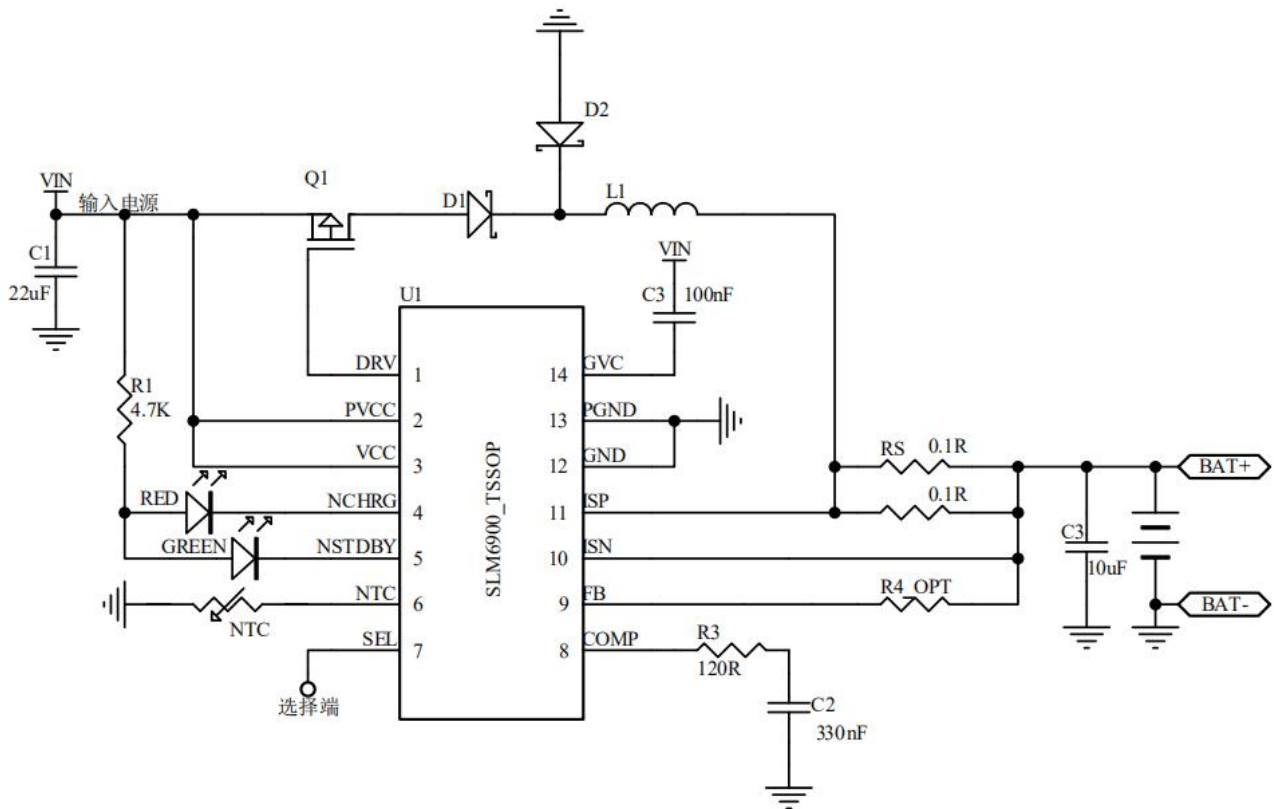 D2
VIN
输入电源
Q1
D1
L1
C1
22uF
VIN
C3 100nF
U1
SLM6900_TSSOP
DRV 1
PVCC 2
VCC 3
NCHRG 4
NSTDBY 5
NTC 6
SEL 7
14 GVC
13 PGND
12 GND
11 ISP
10 ISN
9 FB
8 COMP
R1
4.7K
RED
GREEN
NTC
选择端
RS 0.1R
0.1R
R4_OPT
R3
120R
C2
330nF
C3
10uF
BAT+
BAT-